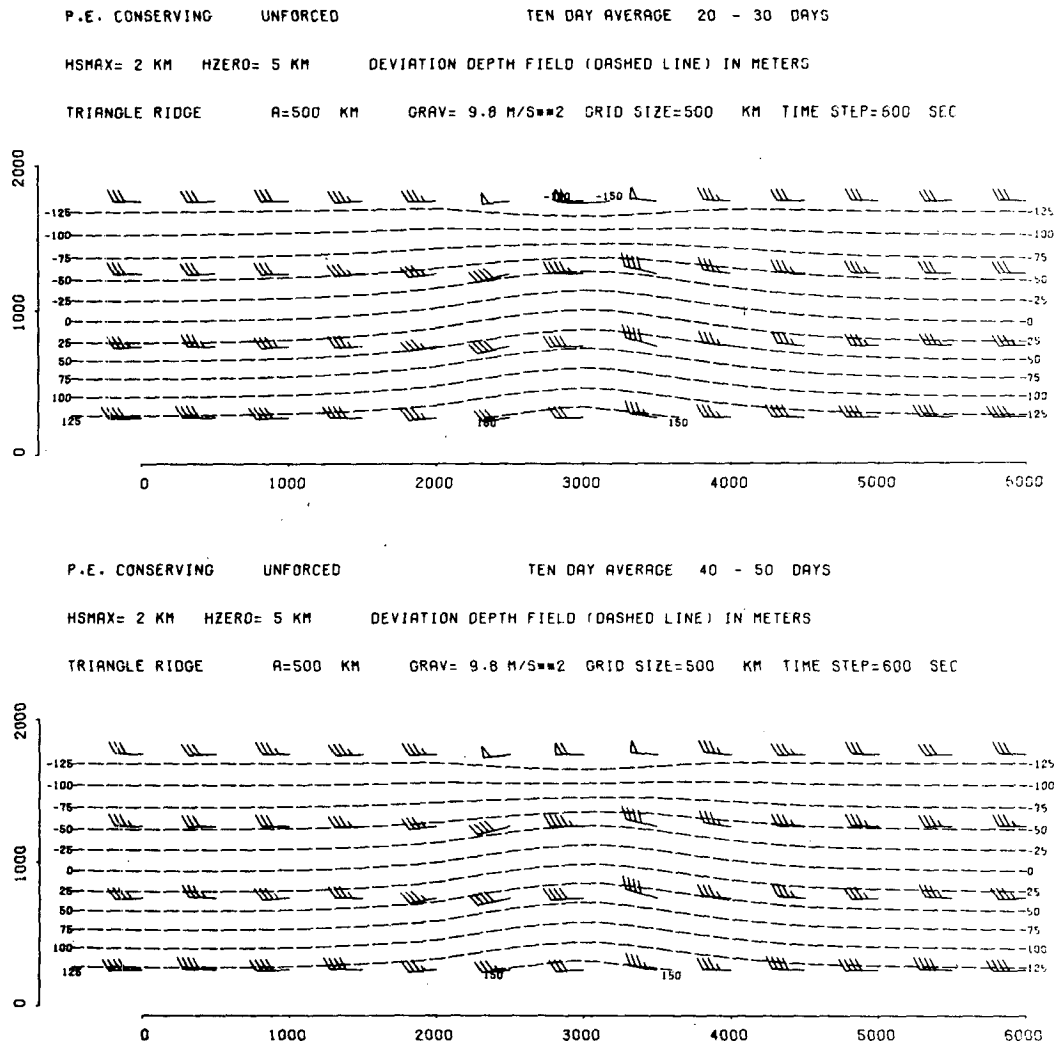 P.E. CONSERVING UNFORCED TEN DAY AVERAGE 20 - 30 DAYS
HSMAX= 2 KM HZERO= 5 KM DEVIATION DEPTH FIELD (DASHED LINE) IN METERS
TRIANGLE RIDGE A=500 KM GRAV= 9.8 M/S**2 GRID SIZE=500 KM TIME STEP=600 SEC
2000
-150
-125 -125
-100 -100
-75 -75
-50 -50
-25 -25
1000
0 0
25 25
50 50
75 75
100 100
125 150 125
0
0 1000 2000 3000 4000 5000 6000
P.E. CONSERVING UNFORCED TEN DAY AVERAGE 40 - 50 DAYS
HSMAX= 2 KM HZERO= 5 KM DEVIATION DEPTH FIELD (DASHED LINE) IN METERS
TRIANGLE RIDGE A=500 KM GRAV= 9.8 M/S**2 GRID SIZE=500 KM TIME STEP=600 SEC
2000
-125 -125
-100 -100
-75 -75
-50 -50
-25 -25
1000
0 0
25 25
50 50
75 75
100 100
125 150 150 125
0
0 1000 2000 3000 4000 5000 6000